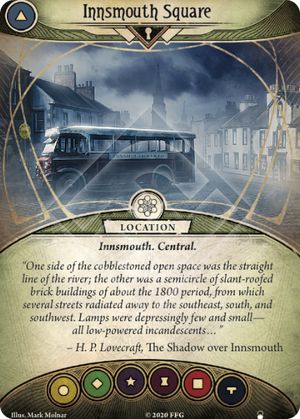 Innsmouth Square
LOCATION
Innsmouth. Central.
“One side of the cobblestoned open space was the straight
line of the river; the other was a semicircle of slant-roofed
brick buildings of about the 1800 period, from which
several streets radiated away to the southeast, south, and
southwest. Lamps were depressingly few and small—
all low-powered incandescents…”
– H. P. Lovecraft, The Shadow over Innsmouth
Illus. Mark Molnar
© 2020 FFG